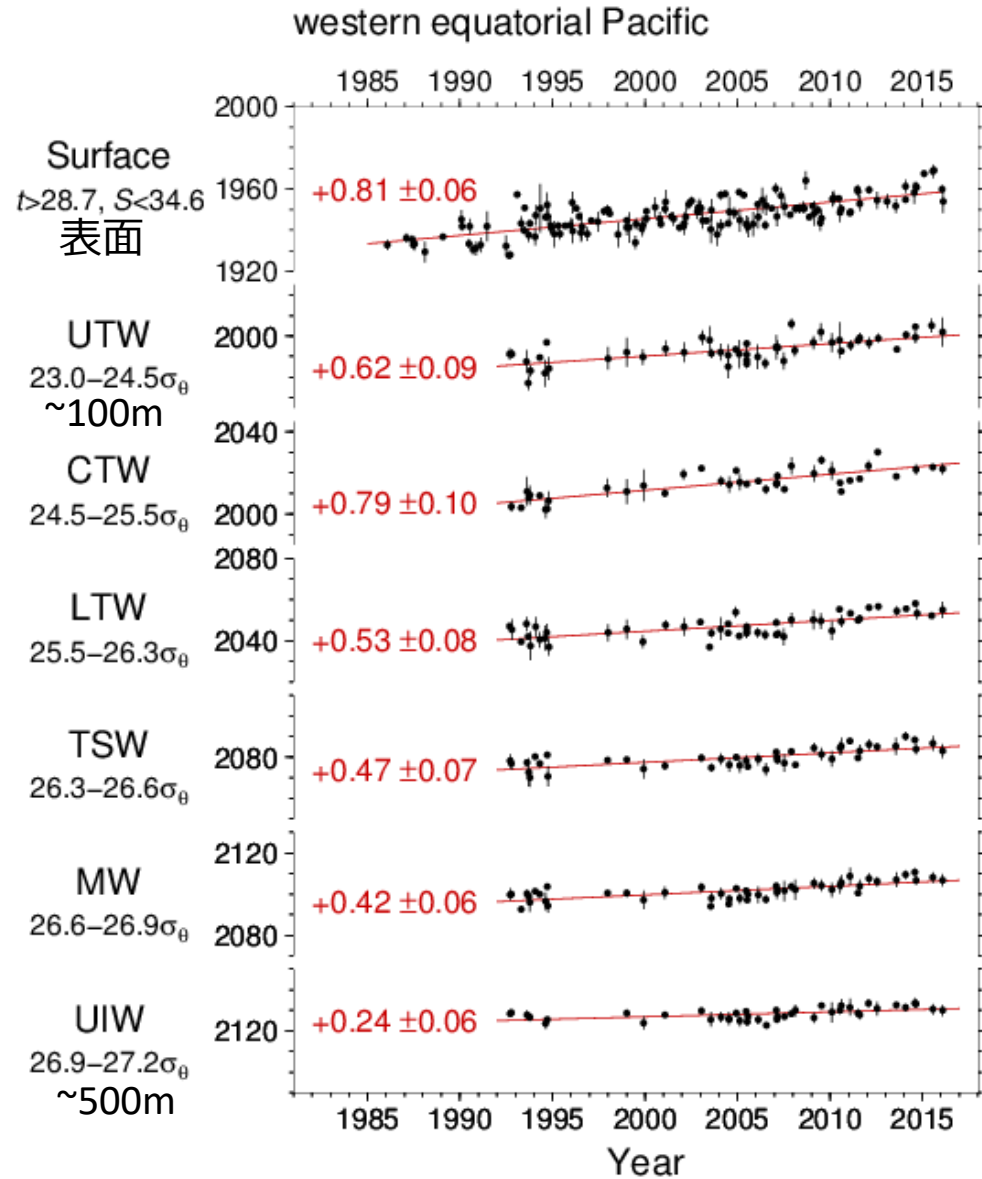 western equatorial Pacific
1985 1990 1995 2000 2005 2010 2015
2000
Surface
t>28.7, S<34.6
表面
1960
+0.81 ±0.06
1920
UTW
23.0−24.5σθ
~100m
2000
+0.62 ±0.09
2040
CTW
24.5−25.5σθ
2000
+0.79 ±0.10
2080
LTW
25.5−26.3σθ
2040
+0.53 ±0.08
TSW
26.3−26.6σθ
2080
+0.47 ±0.07
2120
MW
26.6−26.9σθ
+0.42 ±0.06
2080
UIW
26.9−27.2σθ
~500m
+0.24 ±0.06
2120
1985 1990 1995 2000 2005 2010 2015
Year